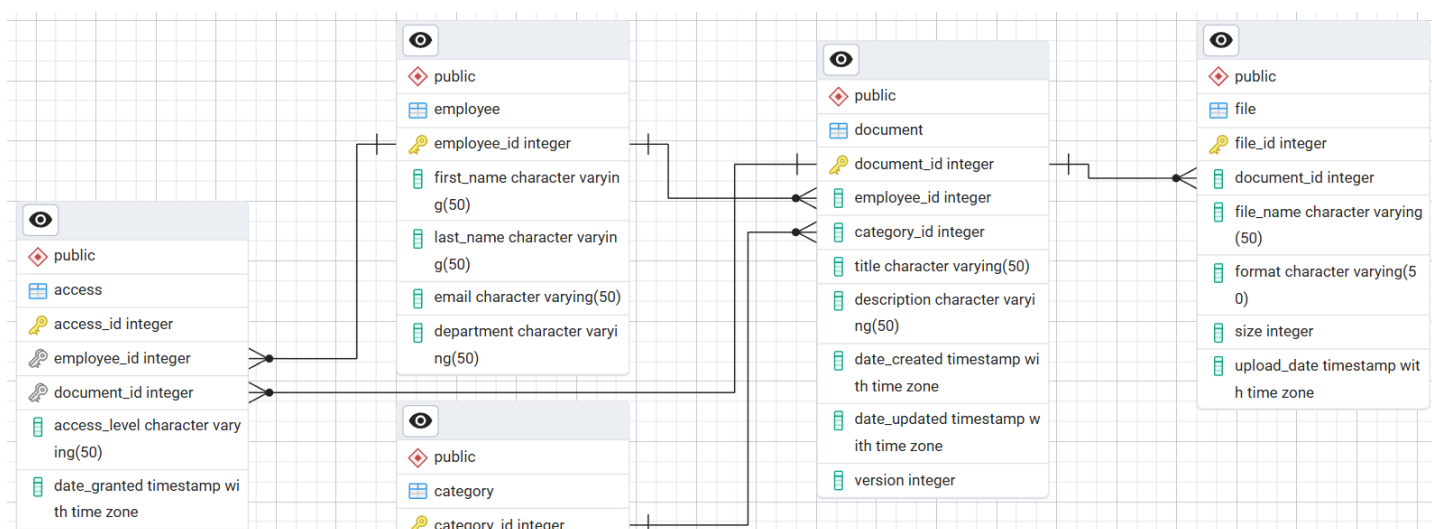 public
employee
employee_id integer
first_name character varyin
g(50)
last_name character varyin
g(50)
email character varying(50)
department character varyi
ng(50)
public
document
document_id integer
employee_id integer
category_id integer
title character varying(50)
description character varyi
ng(50)
date_created timestamp wi
th time zone
date_updated timestamp w
ith time zone
version integer
public
file
file_id integer
document_id integer
file_name character varying
(50)
format character varying(5
0)
size integer
upload_date timestamp wit
h time zone
public
access
access_id integer
employee_id integer
document_id integer
access_level character vary
ing(50)
date_granted timestamp wi
th time zone
public
category
category_id integer